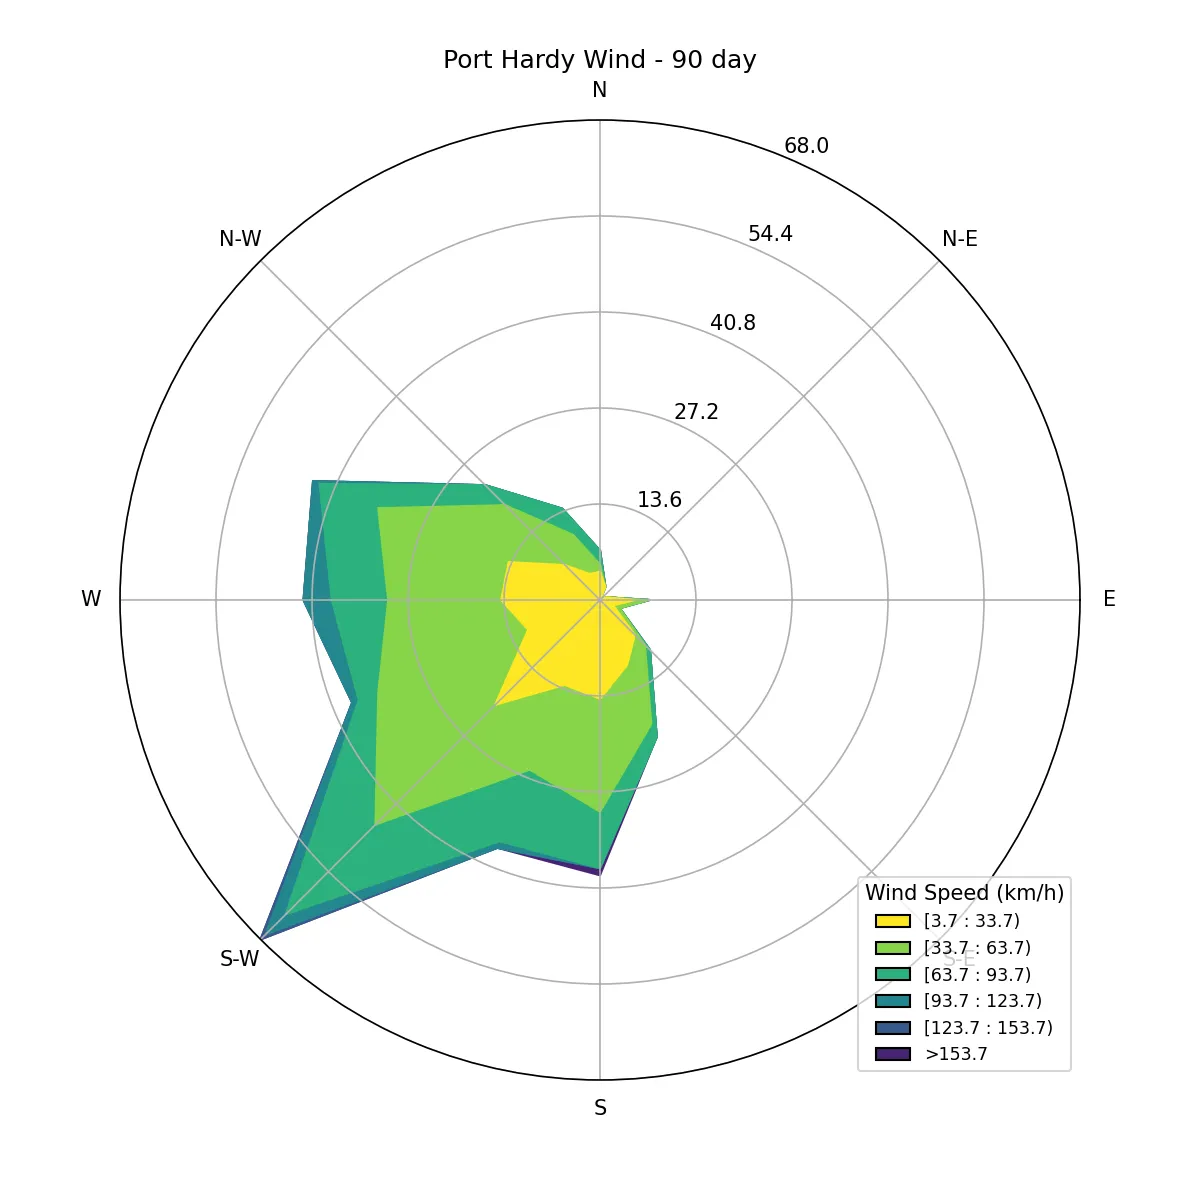 Port Hardy Wind - 90 day
N
68.0
N-W
54.4
N-E
40.8
27.2
13.6
W
E
S-W
S-E
S
Wind Speed (km/h)
[3.7 : 33.7)
[33.7 : 63.7)
[63.7 : 93.7)
[93.7 : 123.7)
[123.7 : 153.7)
>153.7